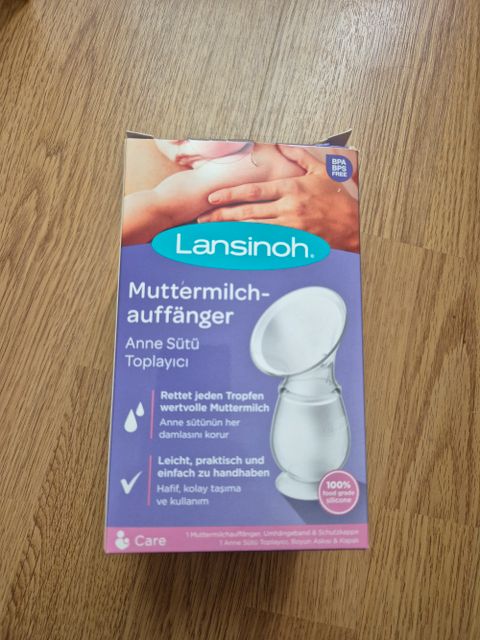 BPA
BPS
FREE
Lansinoh®
Muttermilch-
auffänger
Anne Sütü
Toplayıcı
Rettet jeden Tropfen
wertvolle Muttermilch
Anne sütünün her
damlasını korur
Leicht, praktisch und
einfach zu handhaben
Hafif, kolay taşıma
ve kullanım
100%
food grade
silicone
Care
1 Muttermilchauffänger, Umhängeband & Schutzkappe
1 Anne Sütü Toplayıcı, Boyun Askısı & Kapak